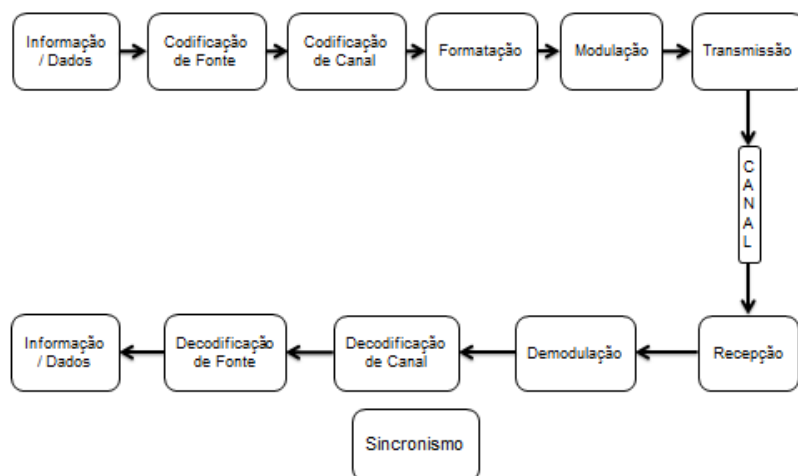 Informação
/ Dados
Codificação
de Fonte
Codificação
de Canal
Formatação
Modulação
Transmissão
C
A
N
A
L
Informação
/ Dados
Decodificação
de Fonte
Decodificação
de Canal
Demodulação
Recepção
Sincronismo